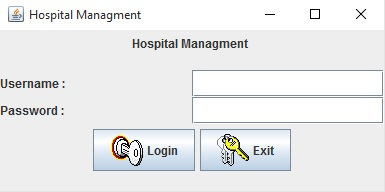 Hospital Managment
Hospital Managment
Username :
Password :
Login Exit